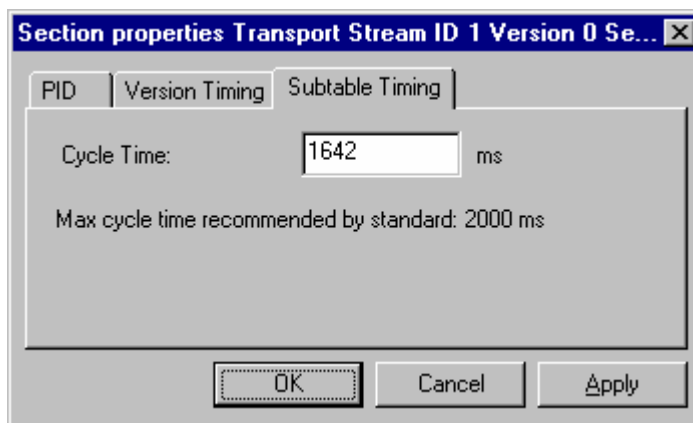 Section properties Transport Stream ID 1 Version 0 Se...
PID Version Timing Subtable Timing
Cycle Time: 1642 ms
Max cycle time recommended by standard: 2000 ms
OK Cancel Apply